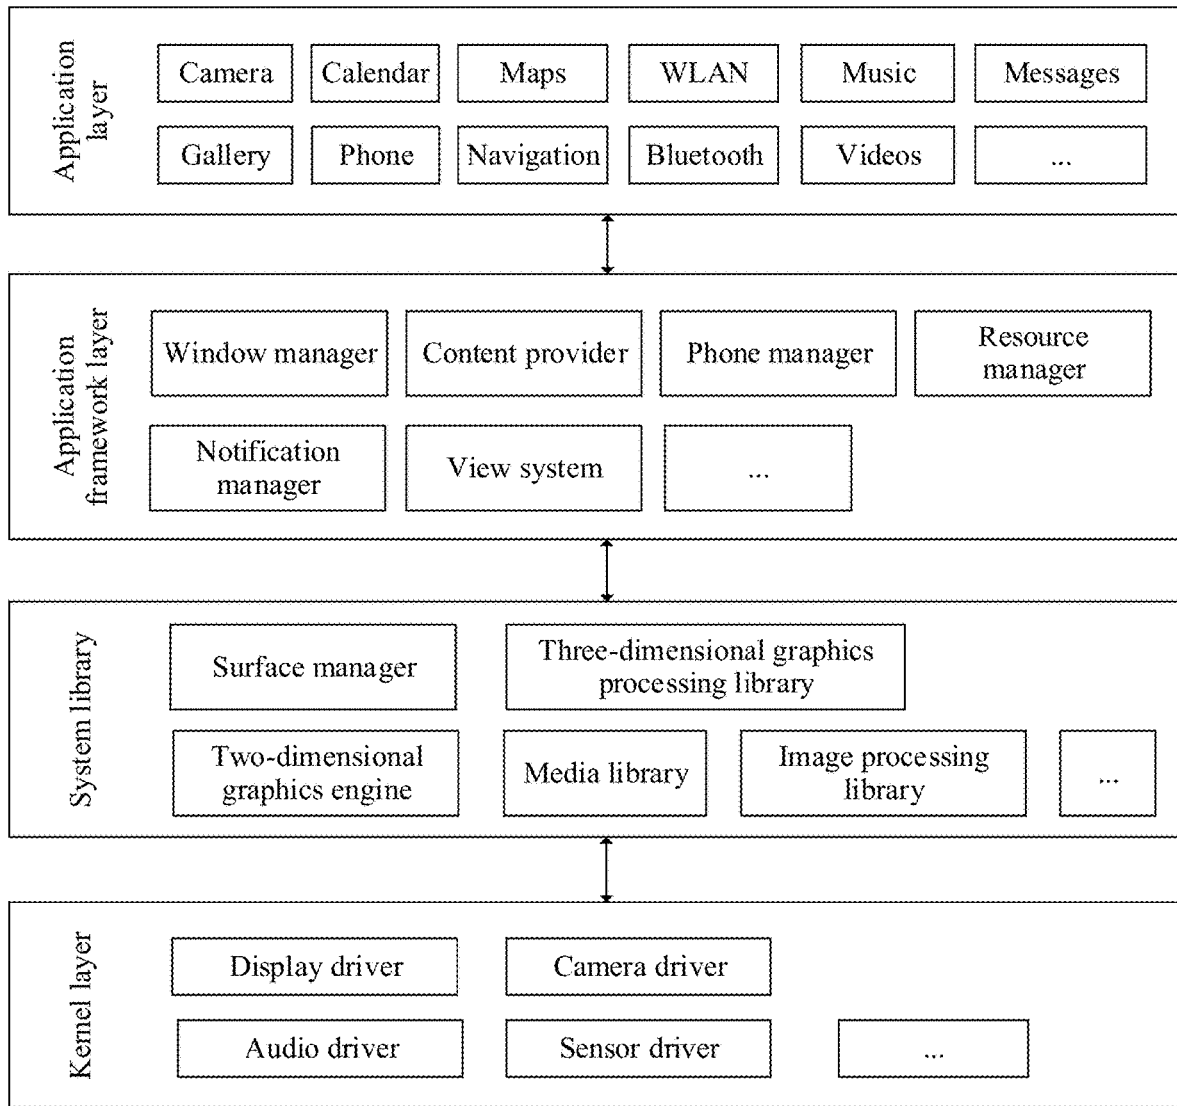 Application
layer
Camera
Calendar
Maps
WLAN
Music
Messages
Gallery
Phone
Navigation
Bluetooth
Videos
...
Application
framework layer
Window manager
Content provider
Phone manager
Resource
manager
Notification
manager
View system
...
System library
Surface manager
Three-dimensional graphics
processing library
Two-dimensional
graphics engine
Media library
Image processing
library
...
Kernel layer
Display driver
Camera driver
Audio driver
Sensor driver
...